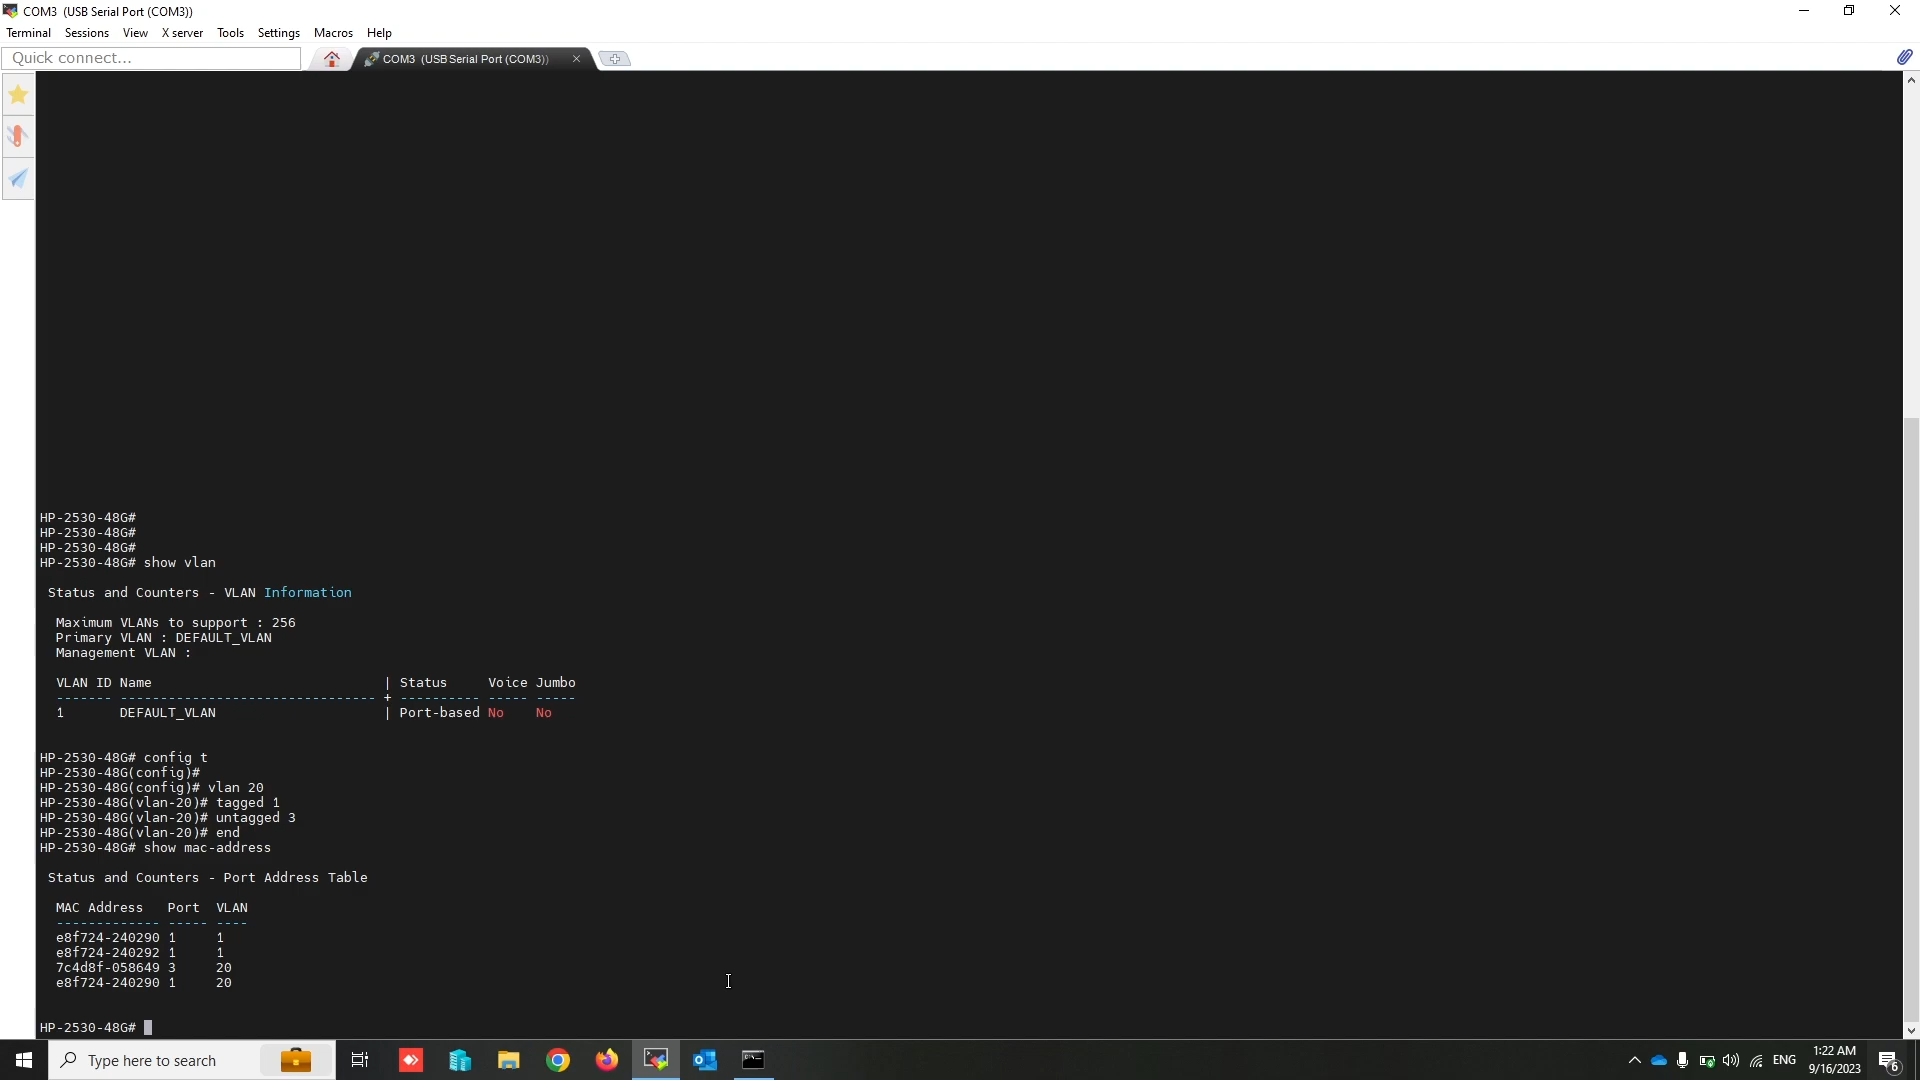 COM3  (USB Serial Port (COM3))
Terminal Sessions View X server Tools Settings Macros Help
Quick connect...
COM3  (USB Serial Port (COM3))
HP-2530-48G#
HP-2530-48G#
HP-2530-48G#
HP-2530-48G# show vlan
Status and Counters - VLAN Information
Maximum VLANs to support : 256
Primary VLAN : DEFAULT_VLAN
Management VLAN :
VLAN ID Name                             | Status     Voice Jumbo
------- -------------------------------- + ---------- ----- -----
1       DEFAULT_VLAN                     | Port-based No    No
HP-2530-48G# config t
HP-2530-48G(config)#
HP-2530-48G(config)# vlan 20
HP-2530-48G(vlan-20)# tagged 1
HP-2530-48G(vlan-20)# untagged 3
HP-2530-48G(vlan-20)# end
HP-2530-48G# show mac-address
Status and Counters - Port Address Table
MAC Address   Port  VLAN
------------- ----- ----
e8f724-240290 1     1
e8f724-240292 1     1
7c4d8f-058649 3     20
e8f724-240290 1     20
HP-2530-48G#
Type here to search
ENG
1:22 AM
9/16/2023
6